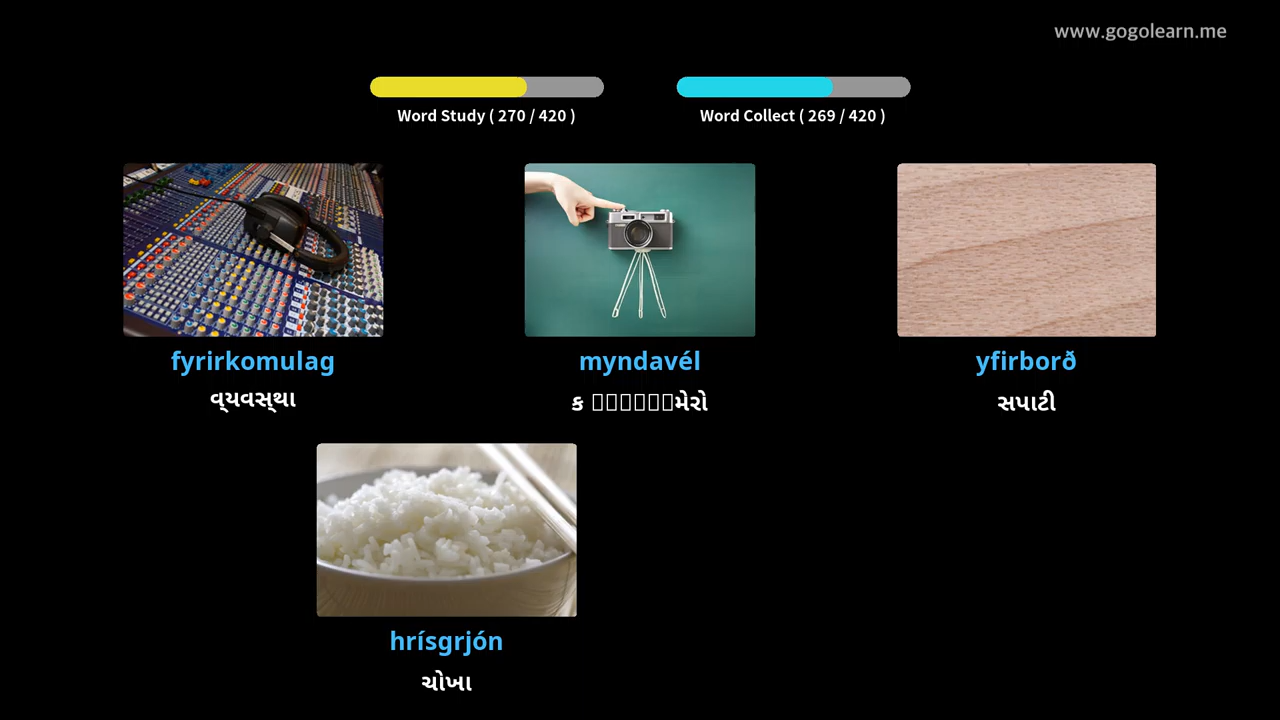 www.gogolearn.me
Word Study ( 270 / 420 )
Word Collect ( 269 / 420 )
fyrirkomulag
myndavél
yfirborð
વ્યવસ્થા
ક મેરો
સપાટી
hrísgrjón
ચોખા